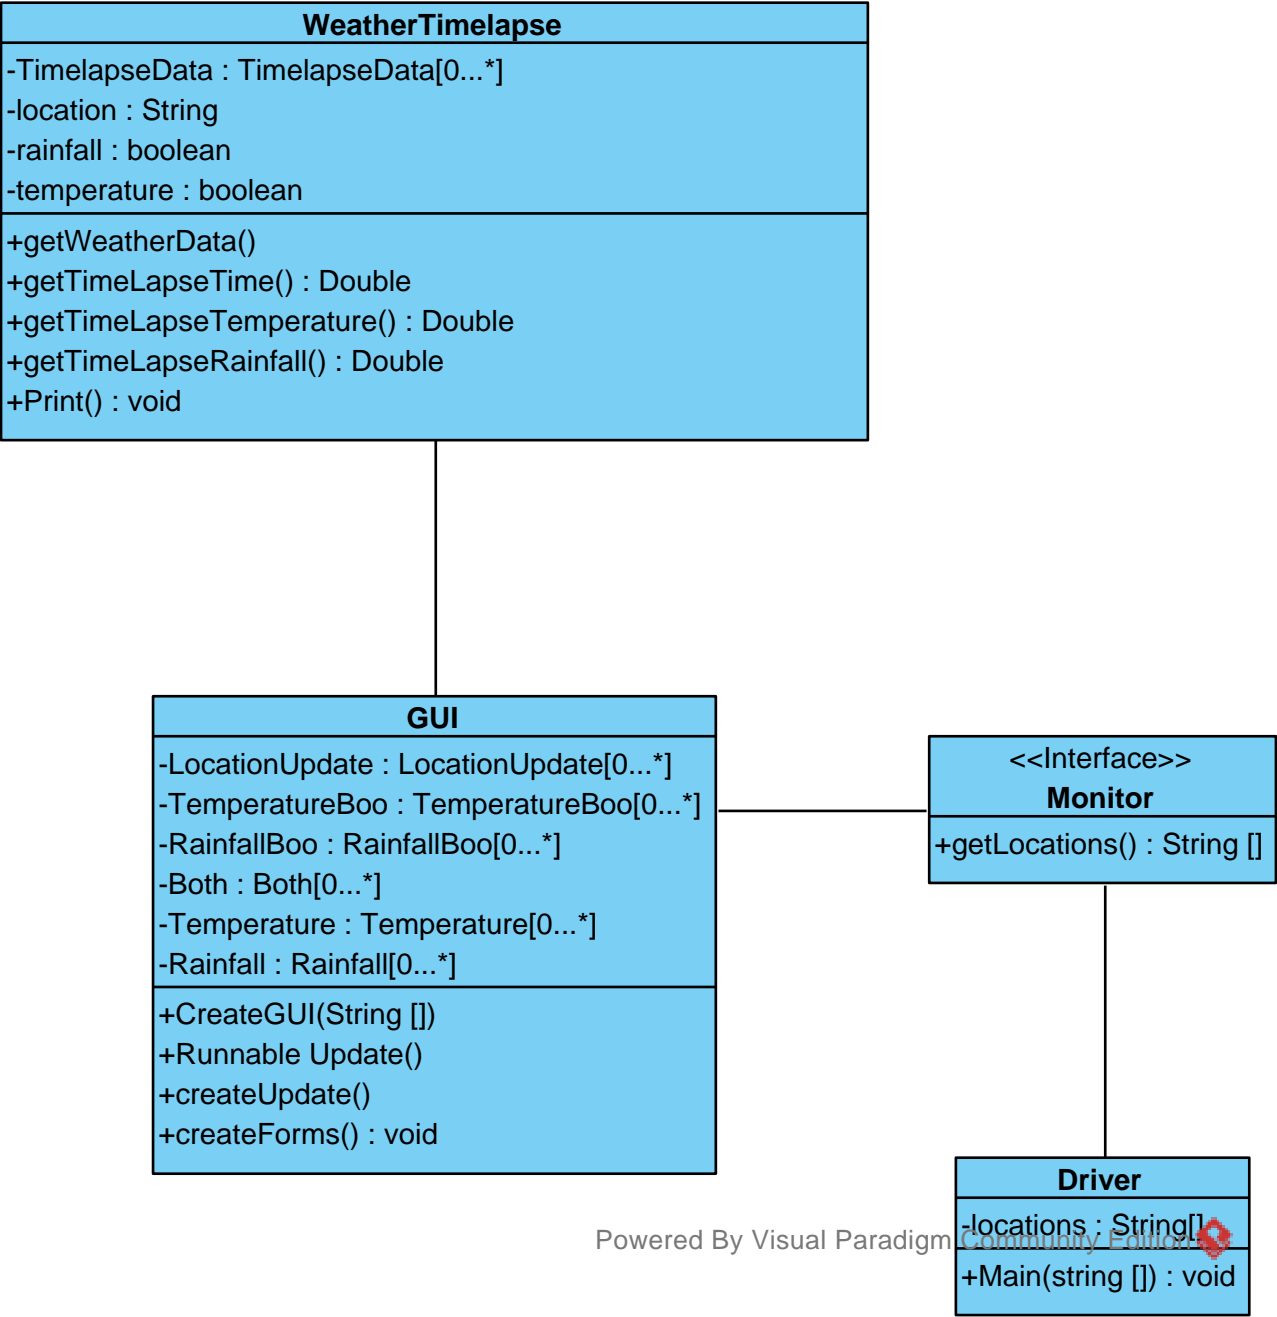 WeatherTimelapse
-TimelapseData : TimelapseData[0...*]
-location : String
-rainfall : boolean
-temperature : boolean
+getWeatherData()
+getTimeLapseTime() : Double
+getTimeLapseTemperature() : Double
+getTimeLapseRainfall() : Double
+Print() : void
GUI
-LocationUpdate : LocationUpdate[0...*]
-TemperatureBoo : TemperatureBoo[0...*]
-RainfallBoo : RainfallBoo[0...*]
-Both : Both[0...*]
-Temperature : Temperature[0...*]
-Rainfall : Rainfall[0...*]
+CreateGUI(String [])
+Runnable Update()
+createUpdate()
+createForms() : void
<<Interface>>
Monitor
+getLocations() : String []
Driver
-locations : String[]
+Main(string []) : void
Powered By Visual Paradigm Community Edition